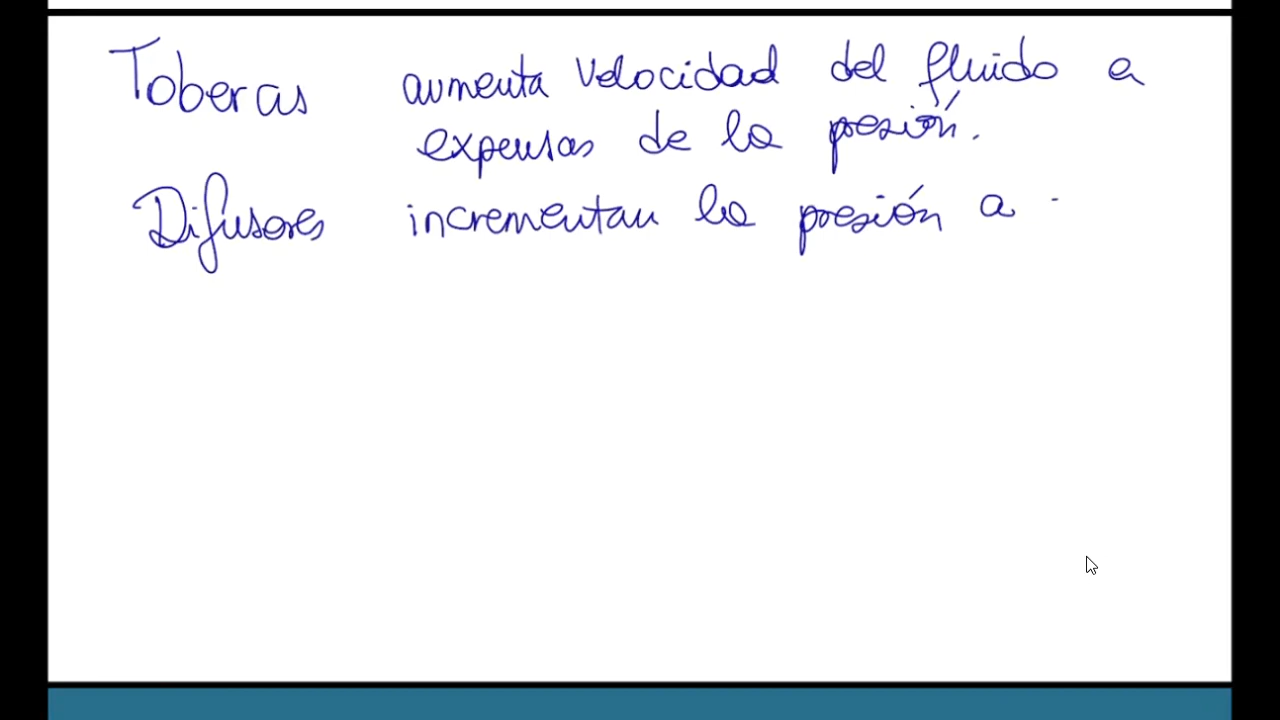 Toberas aumenta velocidad del fluido a
expensas de la presión.
Difusores incrementan la presión a